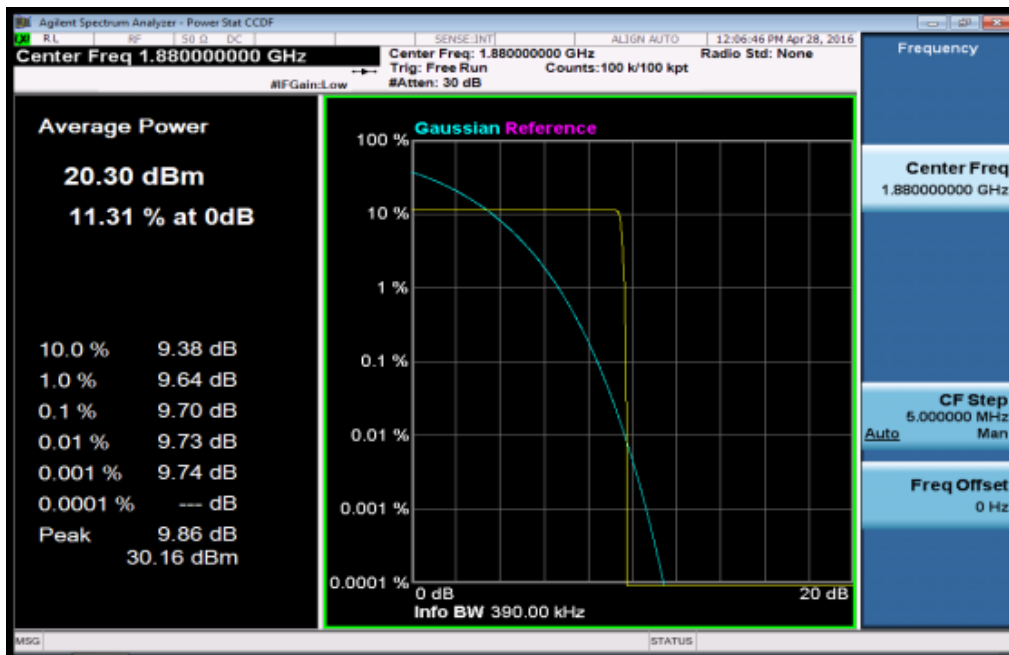 Agilent Spectrum Analyzer - Power Stat CCDF
RL RF 50 Ω DC SENSE:INT ALIGN AUTO 12:06:46 PM Apr 28, 2016
Center Freq 1.880000000 GHz
Center Freq: 1.880000000 GHz Radio Std: None
Trig: Free Run Counts:100 k/100 kpt
#IFGain:Low #Atten: 30 dB
Average Power
20.30 dBm
11.31 % at 0dB
10.0 % 9.38 dB
1.0 % 9.64 dB
0.1 % 9.70 dB
0.01 % 9.73 dB
0.001 % 9.74 dB
0.0001 % --- dB
Peak 9.86 dB
30.16 dBm
Gaussian Reference
100 %
10 %
1 %
0.1 %
0.01 %
0.001 %
0.0001 %
0 dB 20 dB
Info BW 390.00 kHz
Frequency
Center Freq
1.880000000 GHz
CF Step
5.000000 MHz
Auto Man
Freq Offset
0 Hz
MSG STATUS